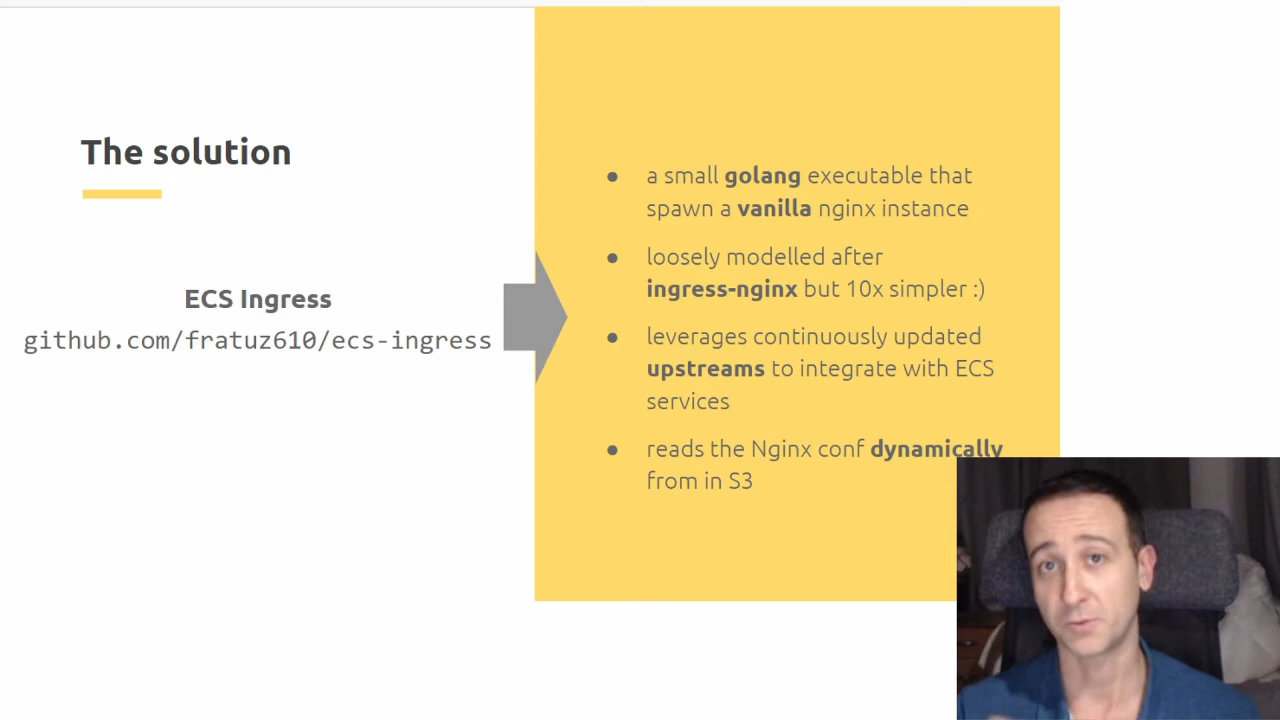 The solution
ECS Ingress
github.com/fratuz610/ecs-ingress
● a small golang executable that
spawn a vanilla nginx instance
● loosely modelled after
ingress-nginx but 10x simpler :)
● leverages continuously updated
upstreams to integrate with ECS
services
● reads the Nginx conf dynamically
from in S3